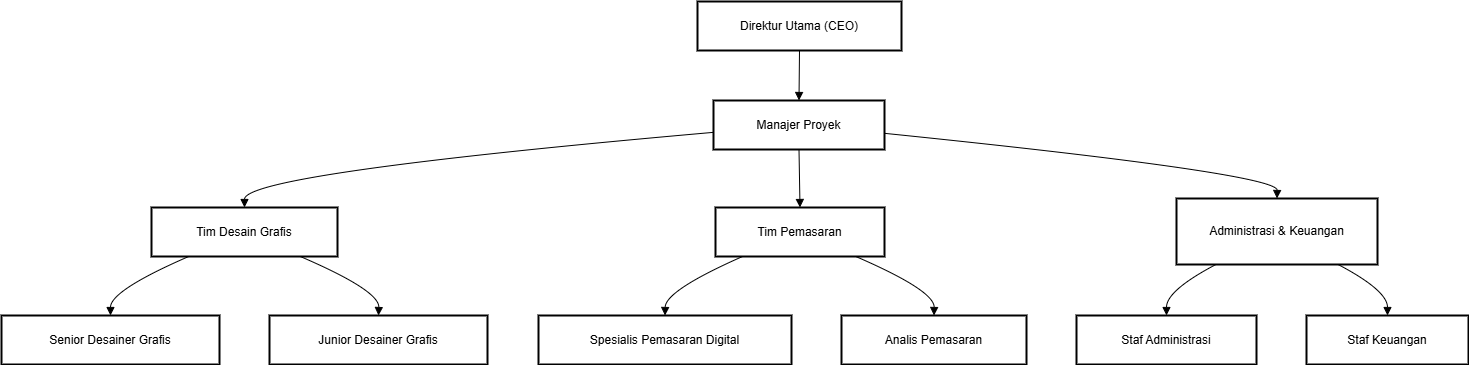 Direktur Utama (CEO)
Manajer Proyek
Tim Desain Grafis
Tim Pemasaran
Administrasi & Keuangan
Senior Desainer Grafis
Junior Desainer Grafis
Spesialis Pemasaran Digital
Analis Pemasaran
Staf Administrasi
Staf Keuangan